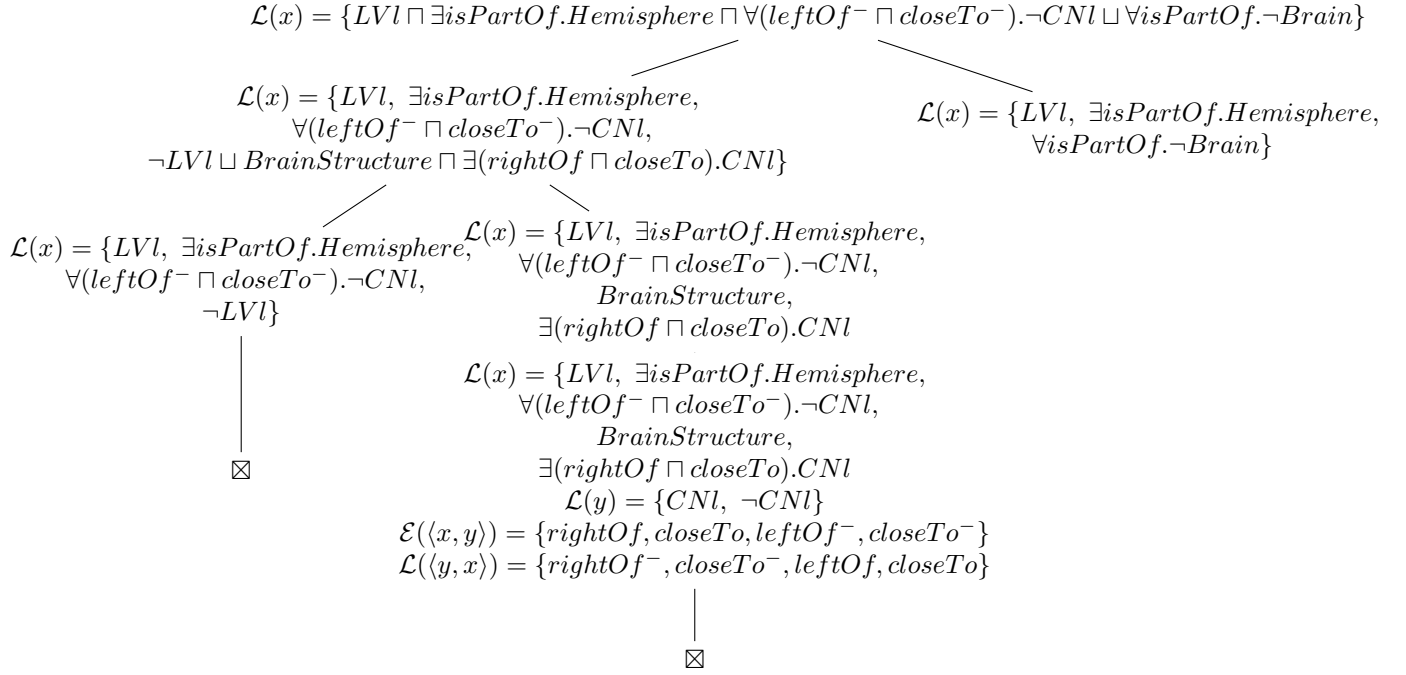 ℒ(x) = {LVl ⊓ ∃isPartOf.Hemisphere ⊓ ∀(leftOf⁻ ⊓ closeTo⁻).¬CNl ⊔ ∀isPartOf.¬Brain}
ℒ(x) = {LVl, ∃isPartOf.Hemisphere,
∀(leftOf⁻ ⊓ closeTo⁻).¬CNl,
¬LVl ⊔ BrainStructure ⊓ ∃(rightOf ⊓ closeTo).CNl}
ℒ(x) = {LVl, ∃isPartOf.Hemisphere,
∀isPartOf.¬Brain}
ℒ(x) = {LVl, ∃isPartOf.Hemisphere,
∀(leftOf⁻ ⊓ closeTo⁻).¬CNl,
¬LVl}
⊠
ℒ(x) = {LVl, ∃isPartOf.Hemisphere,
∀(leftOf⁻ ⊓ closeTo⁻).¬CNl,
BrainStructure,
∃(rightOf ⊓ closeTo).CNl
ℒ(x) = {LVl, ∃isPartOf.Hemisphere,
∀(leftOf⁻ ⊓ closeTo⁻).¬CNl,
BrainStructure,
∃(rightOf ⊓ closeTo).CNl
ℒ(y) = {CNl, ¬CNl}
ℰ(⟨x, y⟩) = {rightOf, closeTo, leftOf⁻, closeTo⁻}
ℒ(⟨y, x⟩) = {rightOf⁻, closeTo⁻, leftOf, closeTo}
⊠